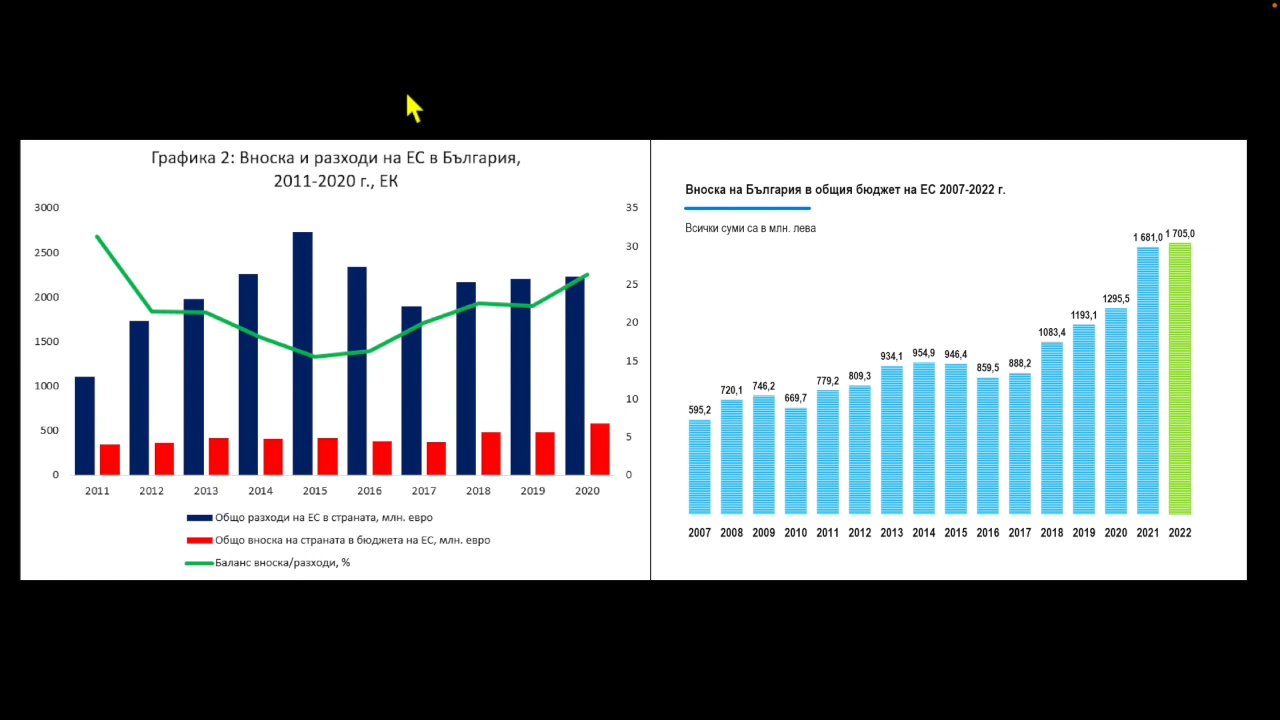 Графика 2: Вноска и разходи на ЕС в България,
2011-2020 г., ЕК
3000
2500
2000
1500
1000
500
0
35
30
25
20
15
10
5
0
2011 2012 2013 2014 2015 2016 2017 2018 2019 2020
Общо разходи на ЕС в страната, млн. евро
Общо вноска на страната в бюджета на ЕС, млн. евро
Баланс вноска/разходи, %
Вноска на България в общия бюджет на ЕС 2007-2022 г.
Всички суми са в млн. лева
595,2 720,1 746,2 669,7 779,2 809,3 934,1 954,9 946,4 859,5 888,2 1083,4 1193,1 1295,5 1 681,0 1 705,0
2007 2008 2009 2010 2011 2012 2013 2014 2015 2016 2017 2018 2019 2020 2021 2022